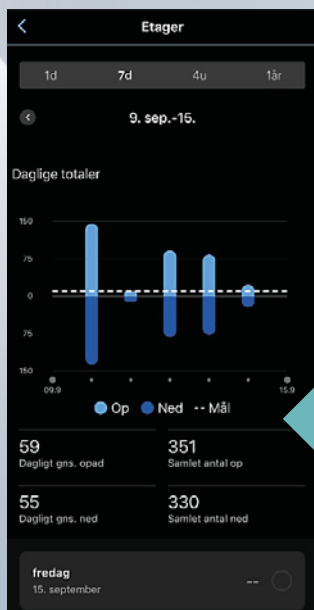 Etager
1d 7d 4u 1år
9. sep.-15.
Daglige totaler
150
75
0
75
150
09.9 15.9
Op Ned -- Mål
59 351
Dagligt gns. opad Samlet antal op
55 330
Dagligt gns. ned Samlet antal ned
fredag
15. september --